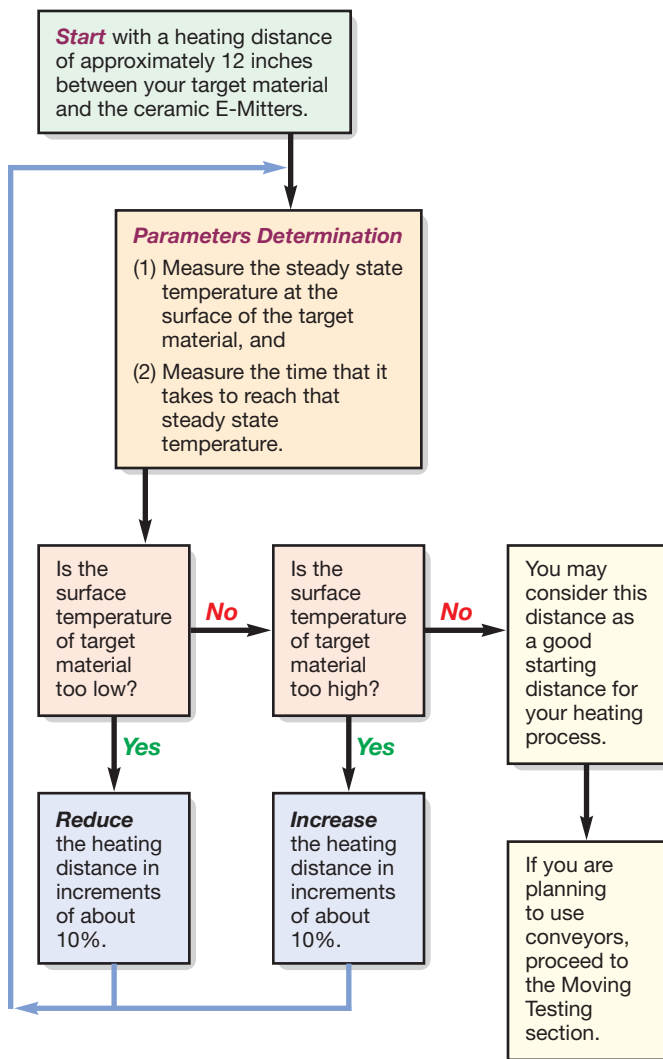 Start with a heating distance
of approximately 12 inches
between your target material
and the ceramic E-Mitters.
Parameters Determination
(1) Measure the steady state
temperature at the
surface of the target
material, and
(2) Measure the time that it
takes to reach that
steady state
temperature.
Is the
surface
temperature
of target
material
too low?
No
Is the
surface
temperature
of target
material
too high?
No
You may
consider this
distance as
a good
starting
distance for
your heating
process.
Yes
Yes
Reduce
the heating
distance in
increments
of about
10%.
Increase
the heating
distance in
increments
of about
10%.
If you are
planning
to use
conveyors,
proceed to
the Moving
Testing
section.